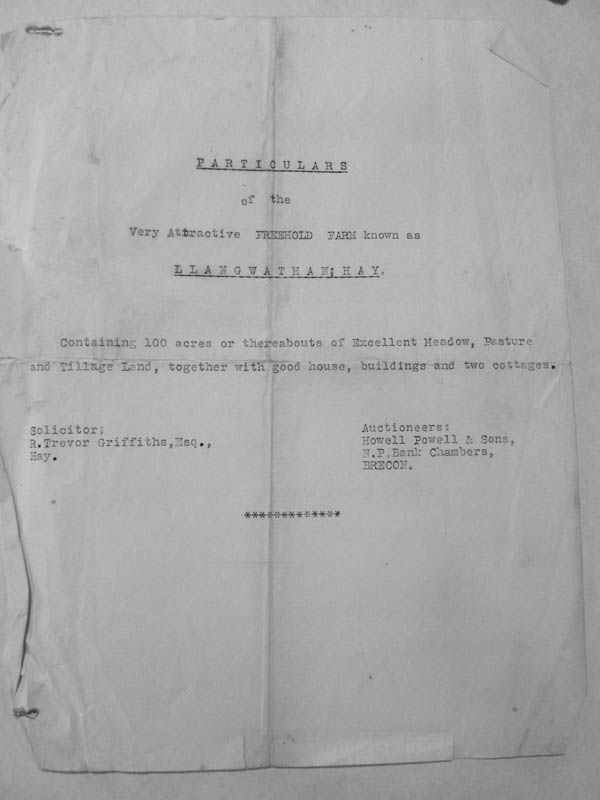 PARTICULARS
of the
Very Attractive FREEHOLD FARM known as
LLANGWATHAN; HAY.
Containing 100 acres or thereabouts of Excellent Meadow, Pasture
and Tillage Land, together with good house, buildings and two cottages.
Solicitor;
R.Trevor Griffiths,Esq.,
Hay.
Auctioneers:
Howell Powell & Sons,
N.P.Bank Chambers,
BRECON.
*************